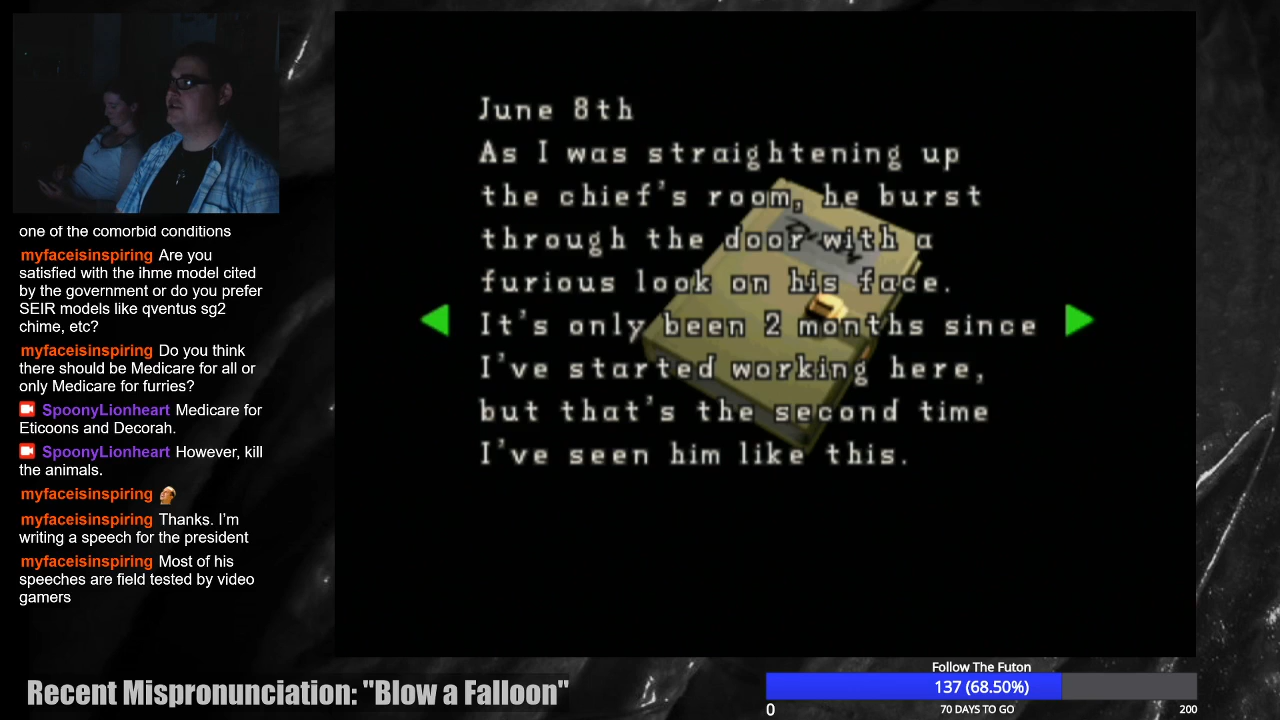 one of the comorbid conditions
myfaceisinspiring Are you
satisfied with the ihme model cited
by the government or do you prefer
SEIR models like qventus sg2
chime, etc?
myfaceisinspiring Do you think
there should be Medicare for all or
only Medicare for furries?
SpoonyLionheart Medicare for
Eticoons and Decorah.
SpoonyLionheart However, kill
the animals.
myfaceisinspiring
myfaceisinspiring Thanks. I'm
writing a speech for the president
myfaceisinspiring Most of his
speeches are field tested by video
gamers
June 8th
As I was straightening up
the chief's room, he burst
through the door with a
furious look on his face.
It's only been 2 months since
I've started working here,
but that's the second time
I've seen him like this.
Recent Mispronunciation: "Blow a Falloon"
Follow The Futon
137 (68.50%)
0
70 DAYS TO GO
200